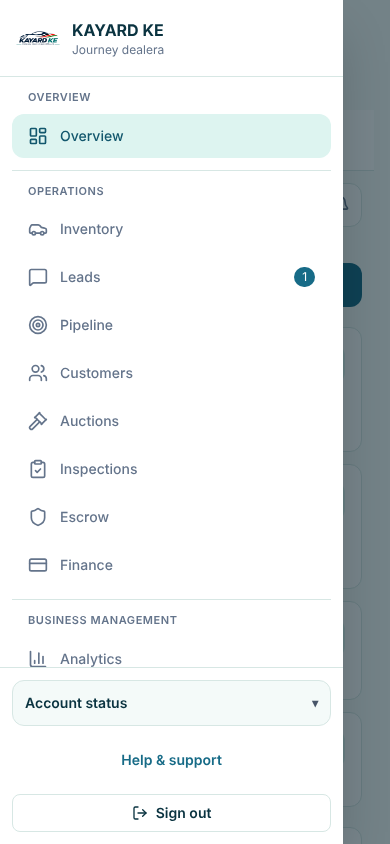 KAYARD KE
KAYARD KE
Journey dealera
OVERVIEW
Overview
OPERATIONS
Inventory
Leads
1
Pipeline
Customers
Auctions
Inspections
Escrow
Finance
BUSINESS MANAGEMENT
Analytics
Account status
Help & support
Sign out